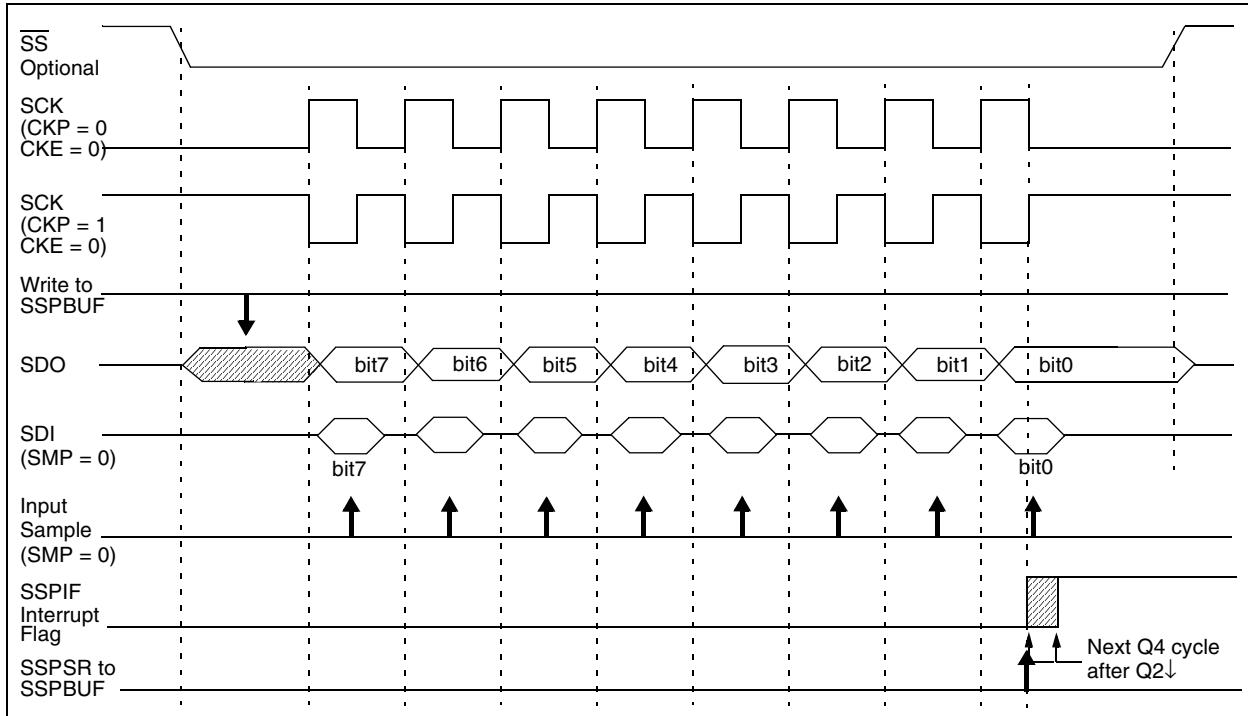 SS
Optional
SCK
(CKP = 0
CKE = 0)
SCK
(CKP = 1
CKE = 0)
Write to
SSPBUF
SDO
bit7 bit6 bit5 bit4 bit3 bit2 bit1 bit0
SDI
(SMP = 0)
bit7 bit0
Input
Sample
(SMP = 0)
SSPIF
Interrupt
Flag
Next Q4 cycle
after Q2↓
SSPSR to
SSPBUF